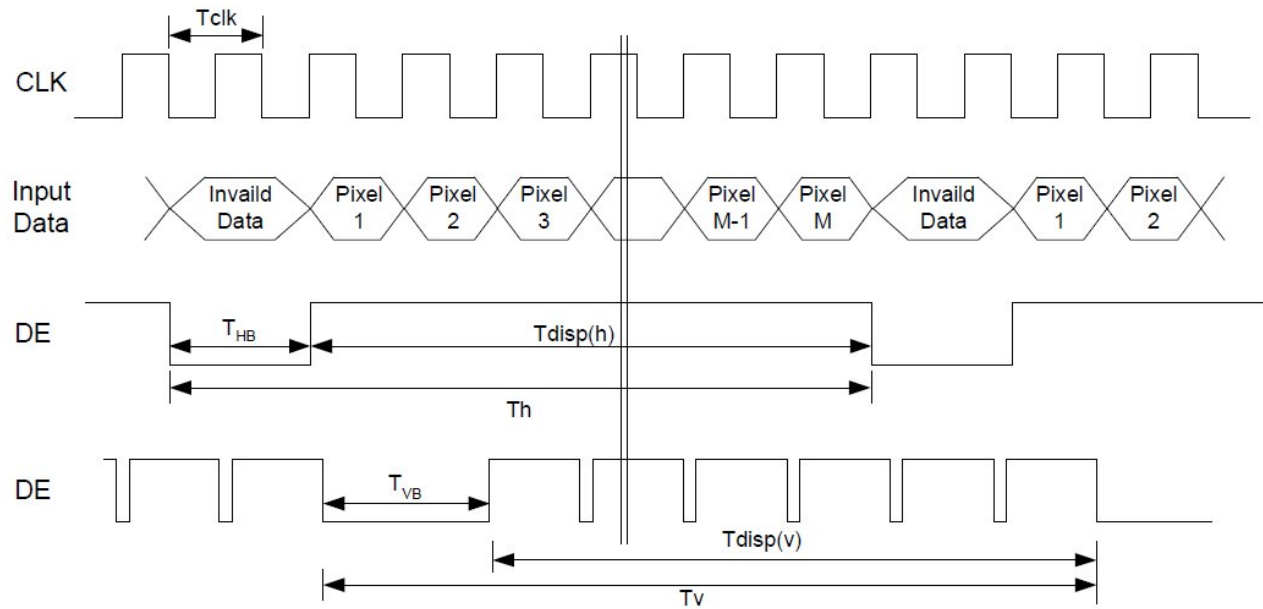 Tclk
CLK
Input
Data
Invaild
Data
Pixel
1
Pixel
2
Pixel
3
Pixel
M-1
Pixel
M
Invaild
Data
Pixel
1
Pixel
2
DE
THB
Tdisp(h)
Th
DE
TVB
Tdisp(v)
Tv